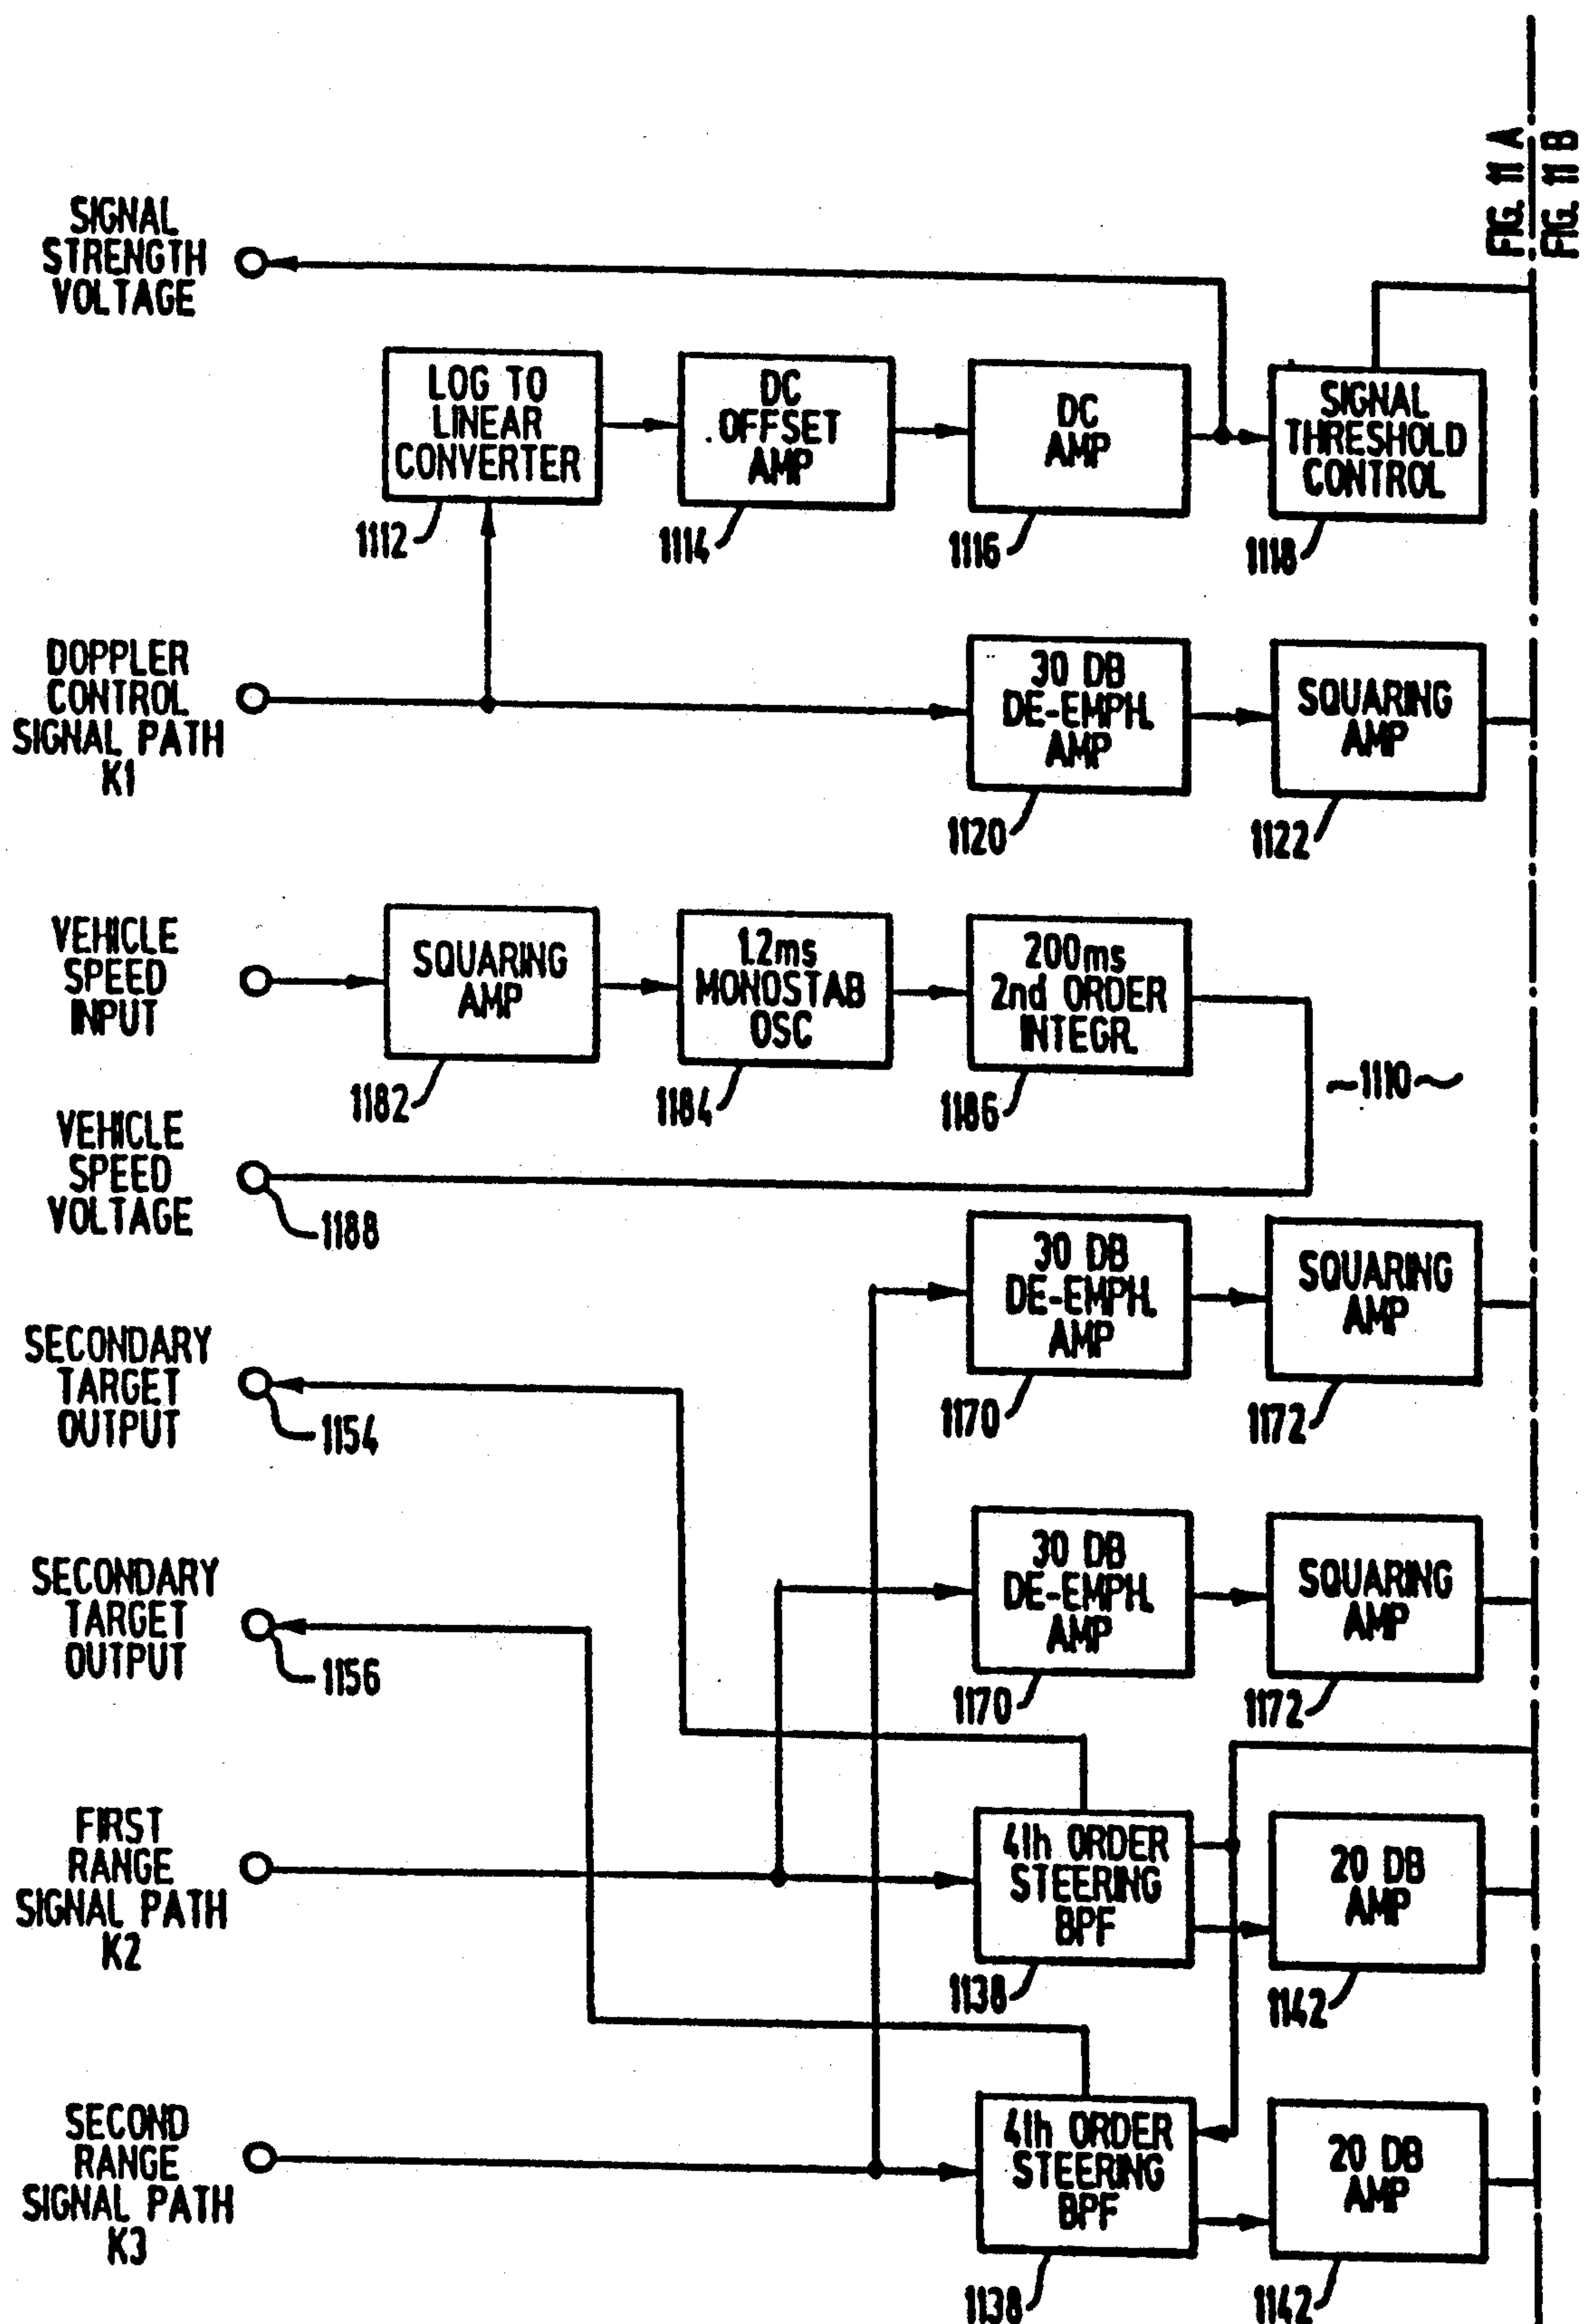 FIG. 11 A
FIG. 11 B
SIGNAL
STRENGTH
VOLTAGE
LOG TO
LINEAR
CONVERTER
1112
DC
OFFSET
AMP
1114
DC
AMP
1116
SIGNAL
THRESHOLD
CONTROL
1118
DOPPLER
CONTROL
SIGNAL PATH
K1
30 DB
DE-EMPH.
AMP
1120
SQUARING
AMP
1122
VEHICLE
SPEED
INPUT
SQUARING
AMP
1182
1.2ms
MONOSTAB
OSC
1184
200ms
2nd ORDER
INTEGR.
1186
~1110~
VEHICLE
SPEED
VOLTAGE
1188
30 DB
DE-EMPH.
AMP
1170
SQUARING
AMP
1172
SECONDARY
TARGET
OUTPUT
1154
30 DB
DE-EMPH.
AMP
1170
SQUARING
AMP
1172
SECONDARY
TARGET
OUTPUT
1156
FIRST
RANGE
SIGNAL PATH
K2
4th ORDER
STEERING
BPF
1138
20 DB
AMP
1142
SECOND
RANGE
SIGNAL PATH
K3
4th ORDER
STEERING
BPF
1138
20 DB
AMP
1142